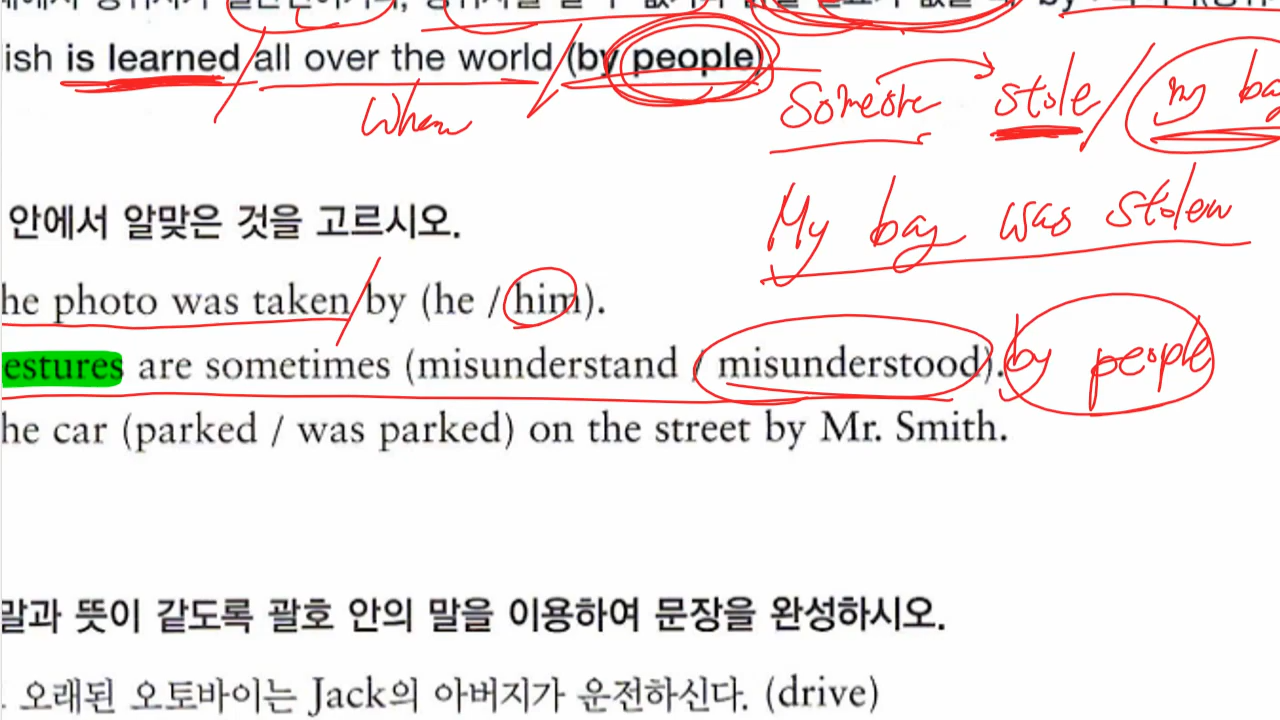 ish is learned all over the world (by people)
When
Someone stole my bag
My bag was stolen
안에서 알맞은 것을 고르시오.
he photo was taken by (he / him).
estures are sometimes (misunderstand / misunderstood). by people
he car (parked / was parked) on the street by Mr. Smith.
말과 뜻이 같도록 괄호 안의 말을 이용하여 문장을 완성하시오.
오래된 오토바이는 Jack의 아버지가 운전하신다. (drive)